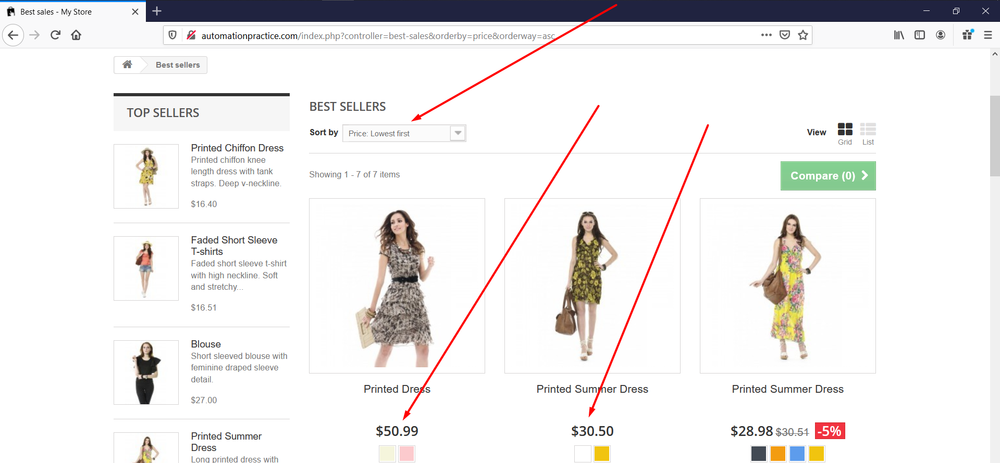 Best sales - My Store
automationpractice.com/index.php?controller=best-sales&orderby=price&orderway=asc
Best sellers
TOP SELLERS
Printed Chiffon Dress
Printed chiffon knee
length dress with tank
straps. Deep v-neckline.
$16.40
Faded Short Sleeve
T-shirts
Faded short sleeve t-shirt
with high neckline. Soft
and stretchy...
$16.51
Blouse
Short sleeved blouse with
feminine draped sleeve
detail.
$27.00
Printed Summer
Dress
Long printed dress with
BEST SELLERS
Sort by Price: Lowest first
View Grid List
Showing 1 - 7 of 7 items
Compare (0)
Printed Dress
$50.99
Printed Summer Dress
$30.50
Printed Summer Dress
$28.98 $30.51 -5%